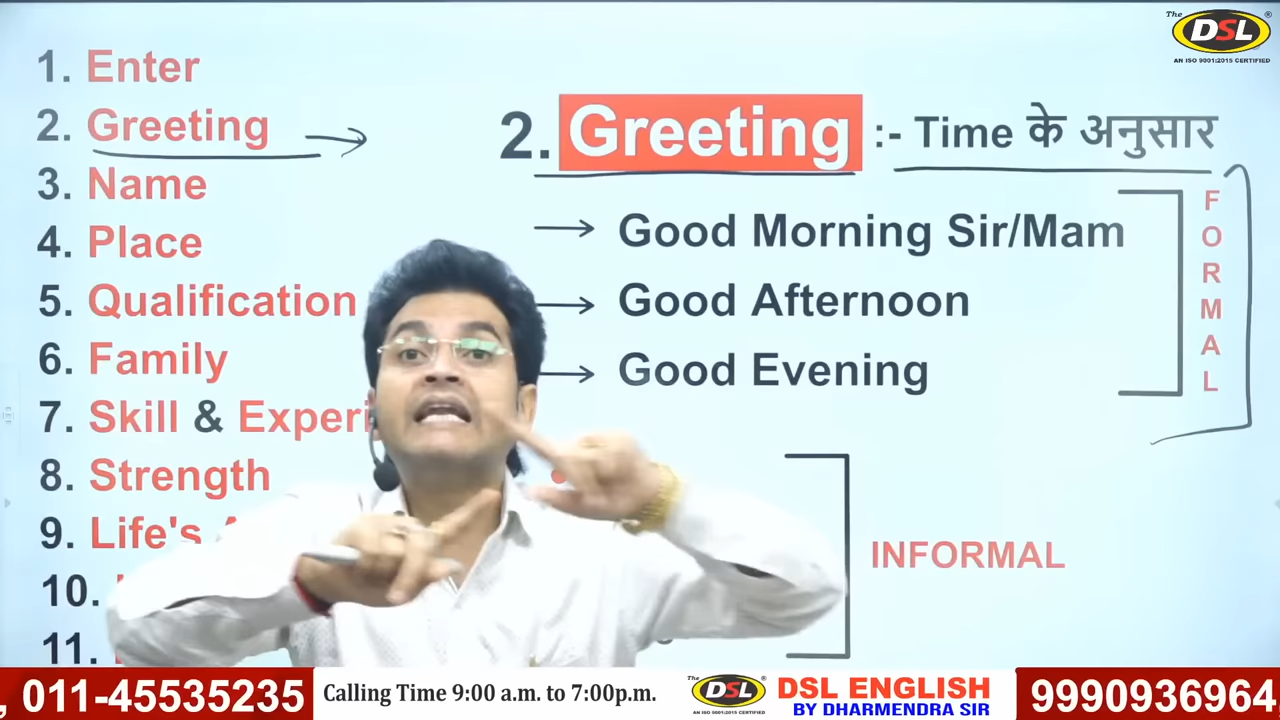 The DSL ®
AN ISO 9001:2015 CERTIFIED
1. Enter
2. Greeting
3. Name
4. Place
5. Qualification
6. Family
7. Skill & Experi
8. Strength
9. Life's
10.
11.
2. Greeting :- Time के अनुसार
Good Morning Sir/Mam
Good Afternoon
Good Evening
FORMAL
INFORMAL
, 011-45535235
Calling Time 9:00 a.m. to 7:00p.m.
The DSL ®
AN ISO 9001:2015 CERTIFIED
DSL ENGLISH
BY DHARMENDRA SIR
9990936964